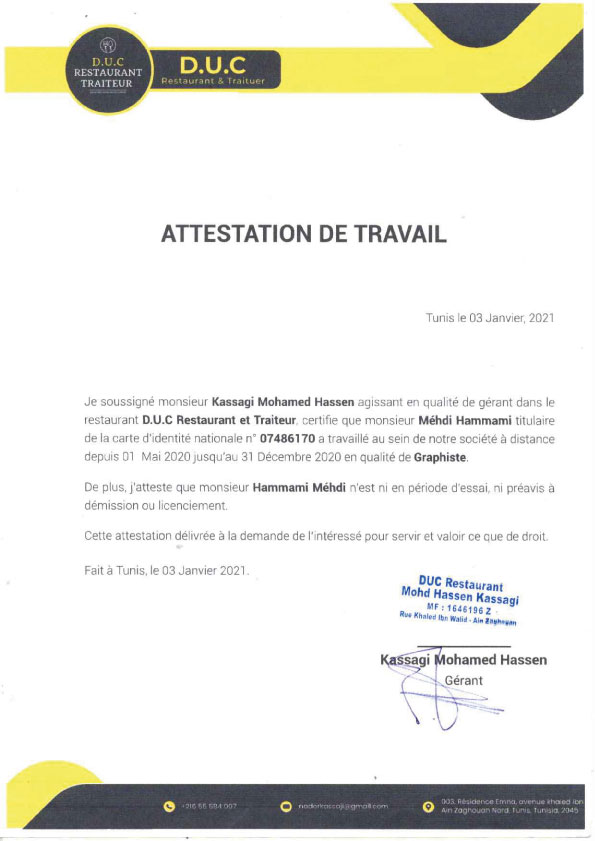 D.U.C
RESTAURANT
TRAITEUR
D.U.C
Restaurant & Traituer
ATTESTATION DE TRAVAIL
Tunis le 03 Janvier, 2021
Je soussigné monsieur Kassagi Mohamed Hassen agissant en qualité de gérant dans le
restaurant D.U.C Restaurant et Traiteur, certifie que monsieur Méhdi Hammami titulaire
de la carte d'identité nationale n° 07486170 a travaillé au sein de notre société à distance
depuis 01 Mai 2020 jusqu'au 31 Décembre 2020 en qualité de Graphiste.
De plus, j'atteste que monsieur Hammami Méhdi n'est ni en période d'essai, ni préavis à
démission ou licenciement.
Cette attestation délivrée à la demande de l'intéressé pour servir et valoir ce que de droit.
Fait à Tunis, le 03 Janvier 2021.
DUC Restaurant
Mohd Hassen Kassagi
MF : 1646196 Z
Rue Khaled Ibn Walid - Ain Zaghouan
Kassagi Mohamed Hassen
Gérant
003, Résidence Emna, avenue khaled Ibn
+216 55 584 007
Ain Zaghouan Nord, Tunis, Tunisia, 2045